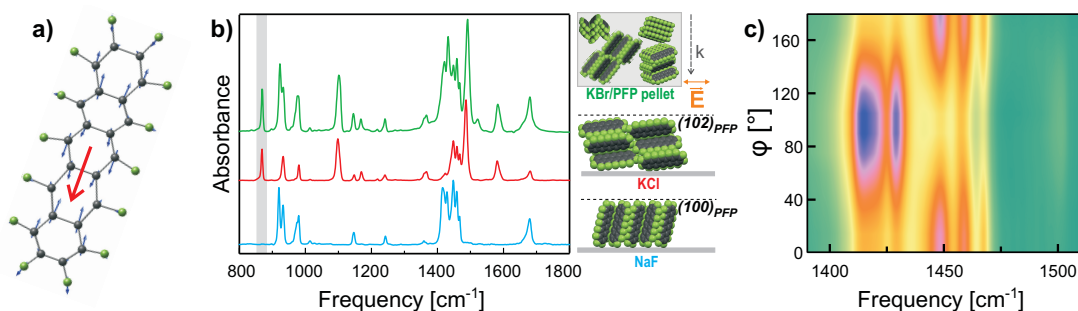 a)
b)
Absorbance
800 1000 1200 1400 1600 1800
Frequency [cm⁻¹]
k
E
KBr/PFP pellet
(102)PFP
KCl
(100)PFP
NaF
c)
φ [°]
160
120
80
40
0
1400 1450 1500
Frequency [cm⁻¹]